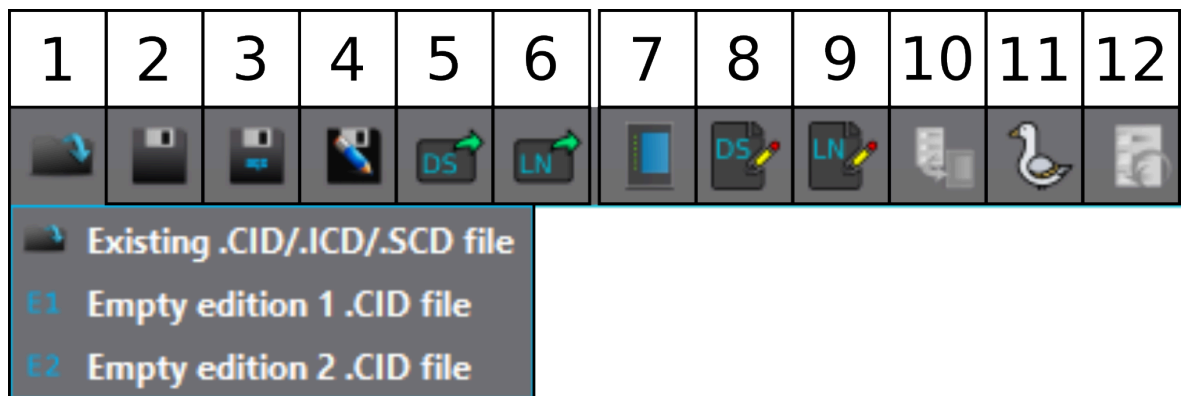 1 2 3 4 5 6 7 8 9 10 11 12
DS LN DS LN
Existing .CID/.ICD/.SCD file
E1 Empty edition 1 .CID file
E2 Empty edition 2 .CID file